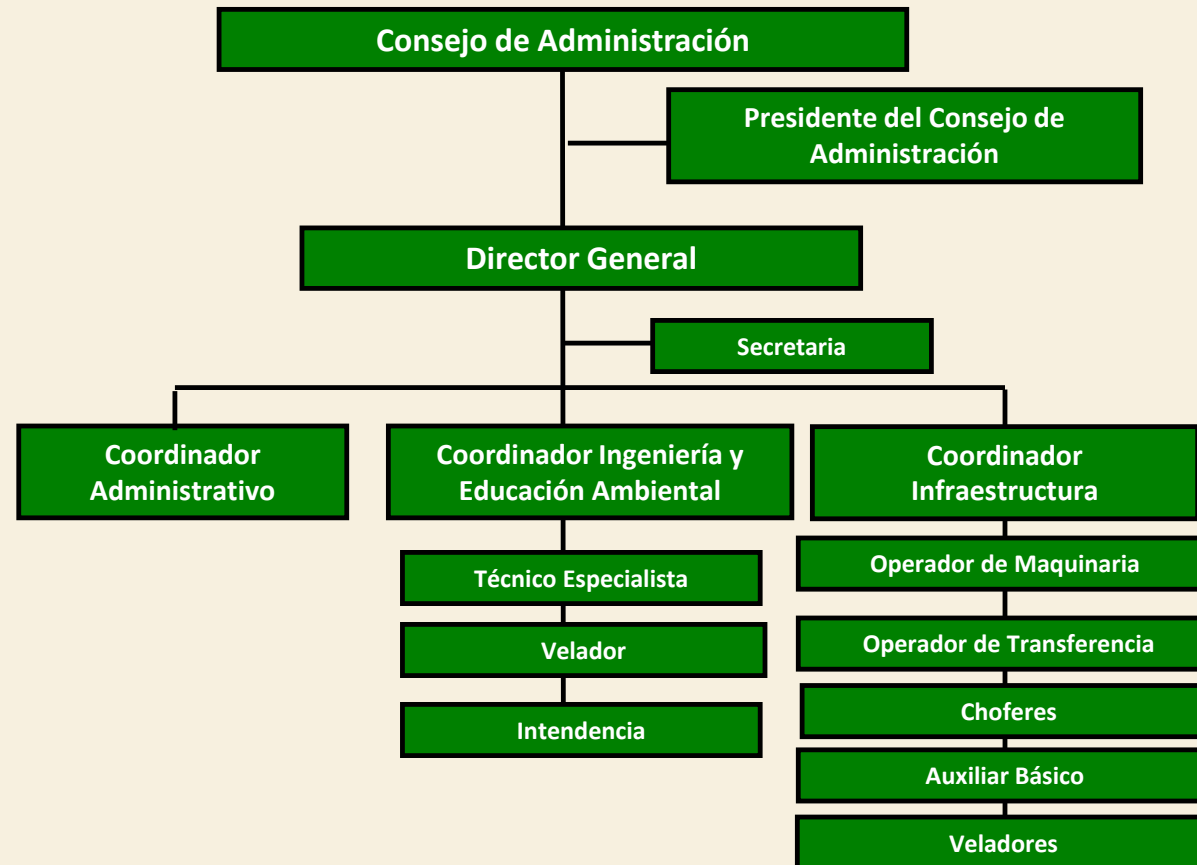 Consejo de Administración
Presidente del Consejo de
Administración
Director General
Secretaria
Coordinador
Administrativo
Coordinador Ingeniería y
Educación Ambiental
Coordinador
Infraestructura
Técnico Especialista
Velador
Intendencia
Operador de Maquinaria
Operador de Transferencia
Choferes
Auxiliar Básico
Veladores